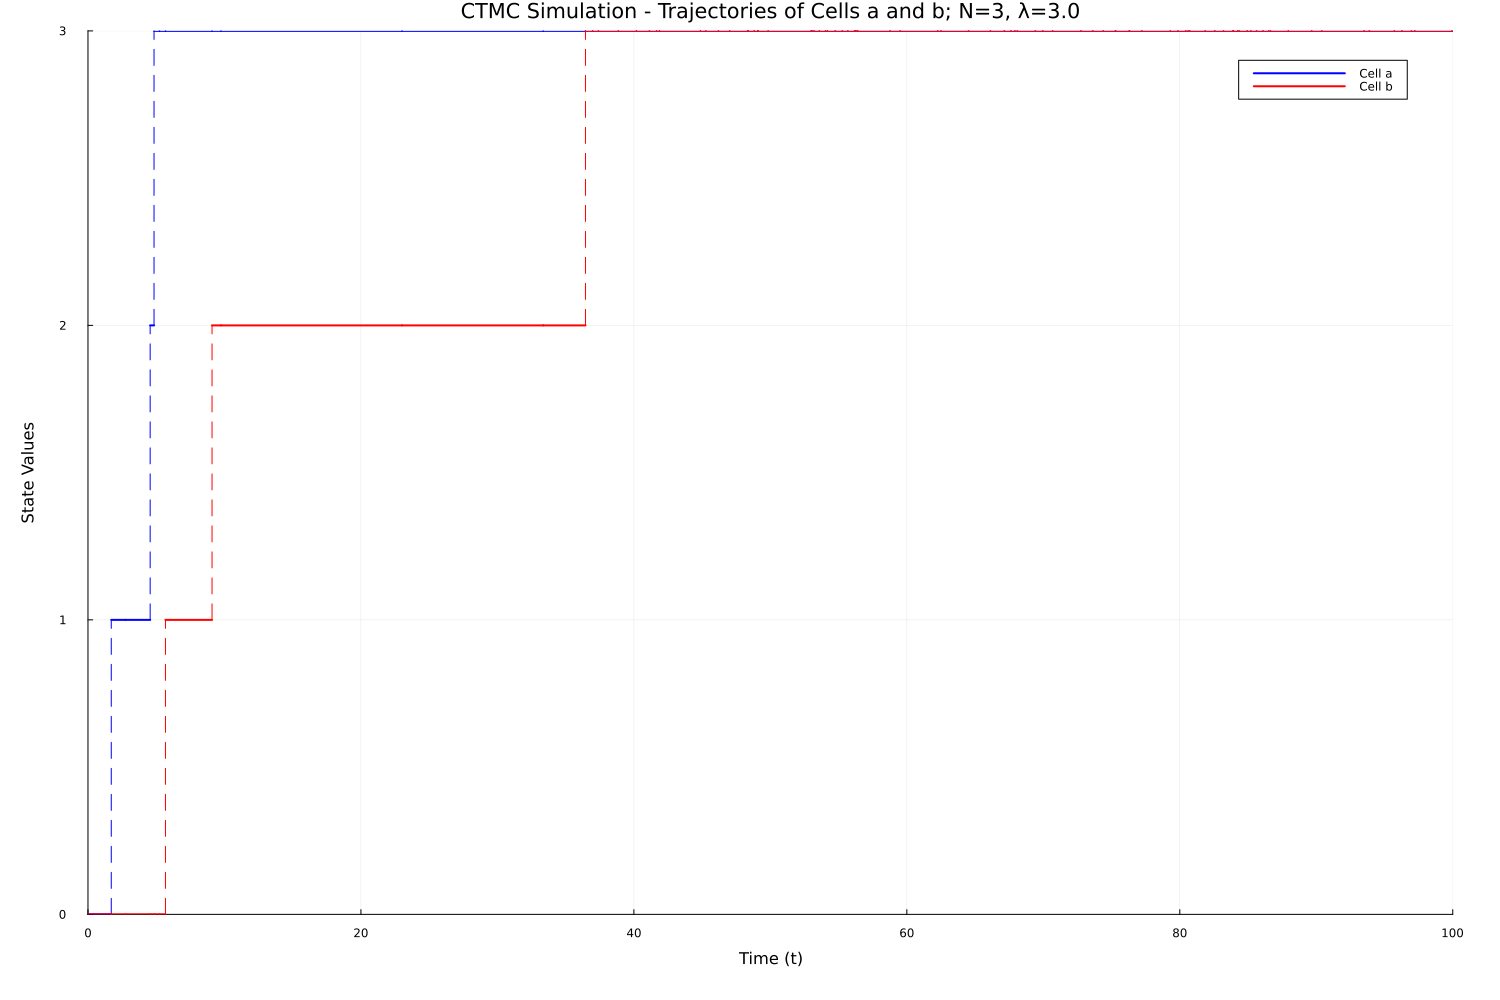 CTMC Simulation - Trajectories of Cells a and b; N=3, λ=3.0
3
Cell a
Cell b
2
State Values
1
0
0 20 40 60 80 100
Time (t)